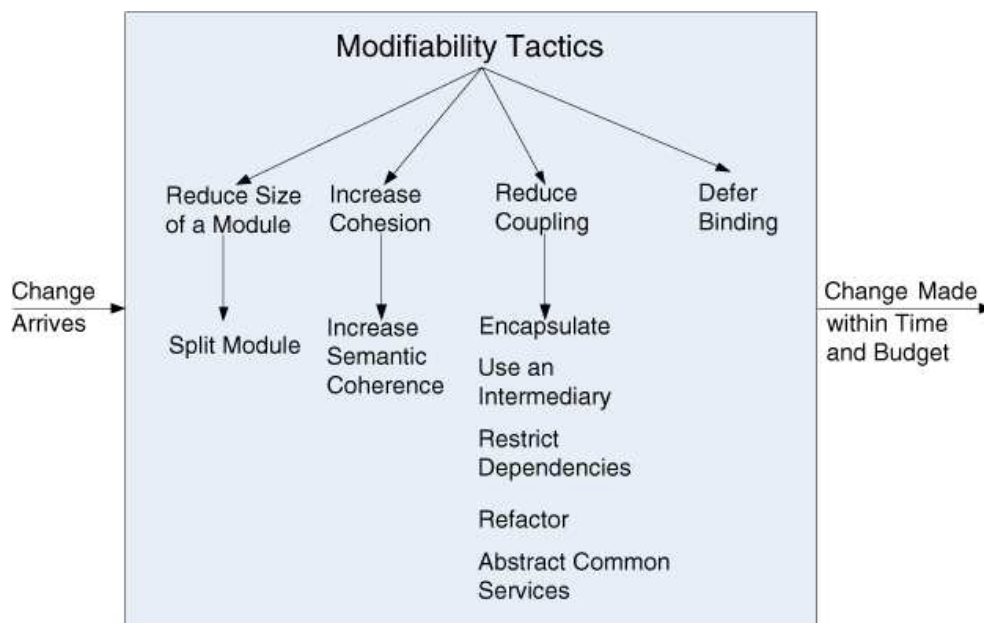 Modifiability Tactics
Reduce Size
of a Module
Increase
Cohesion
Reduce
Coupling
Defer
Binding
Change
Arrives
Split Module
Increase
Semantic
Coherence
Encapsulate
Use an
Intermediary
Restrict
Dependencies
Refactor
Abstract Common
Services
Change Made
within Time
and Budget